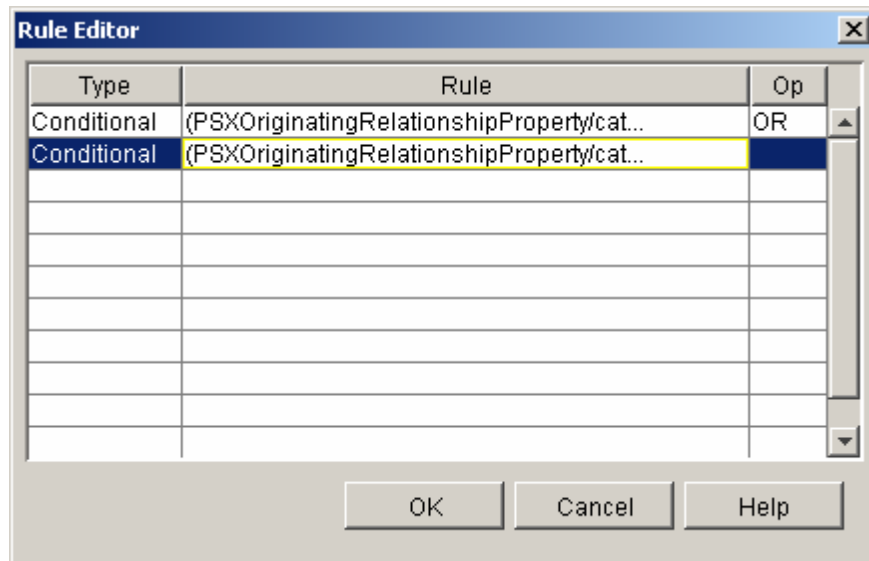 Rule Editor
Type Rule Op
Conditional (PSXOriginatingRelationshipProperty/cat... OR
Conditional (PSXOriginatingRelationshipProperty/cat...
OK Cancel Help